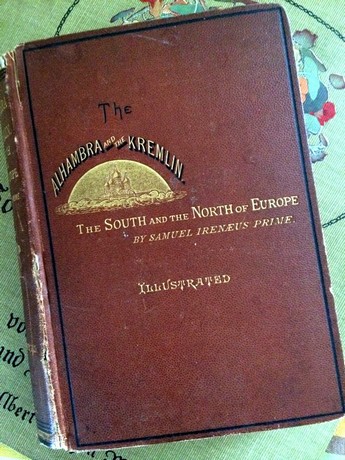 The
ALHAMBRA AND THE KREMLIN.
THE SOUTH AND THE NORTH OF EUROPE
BY SAMUEL IRENÆUS PRIME.
ILLUSTRATED